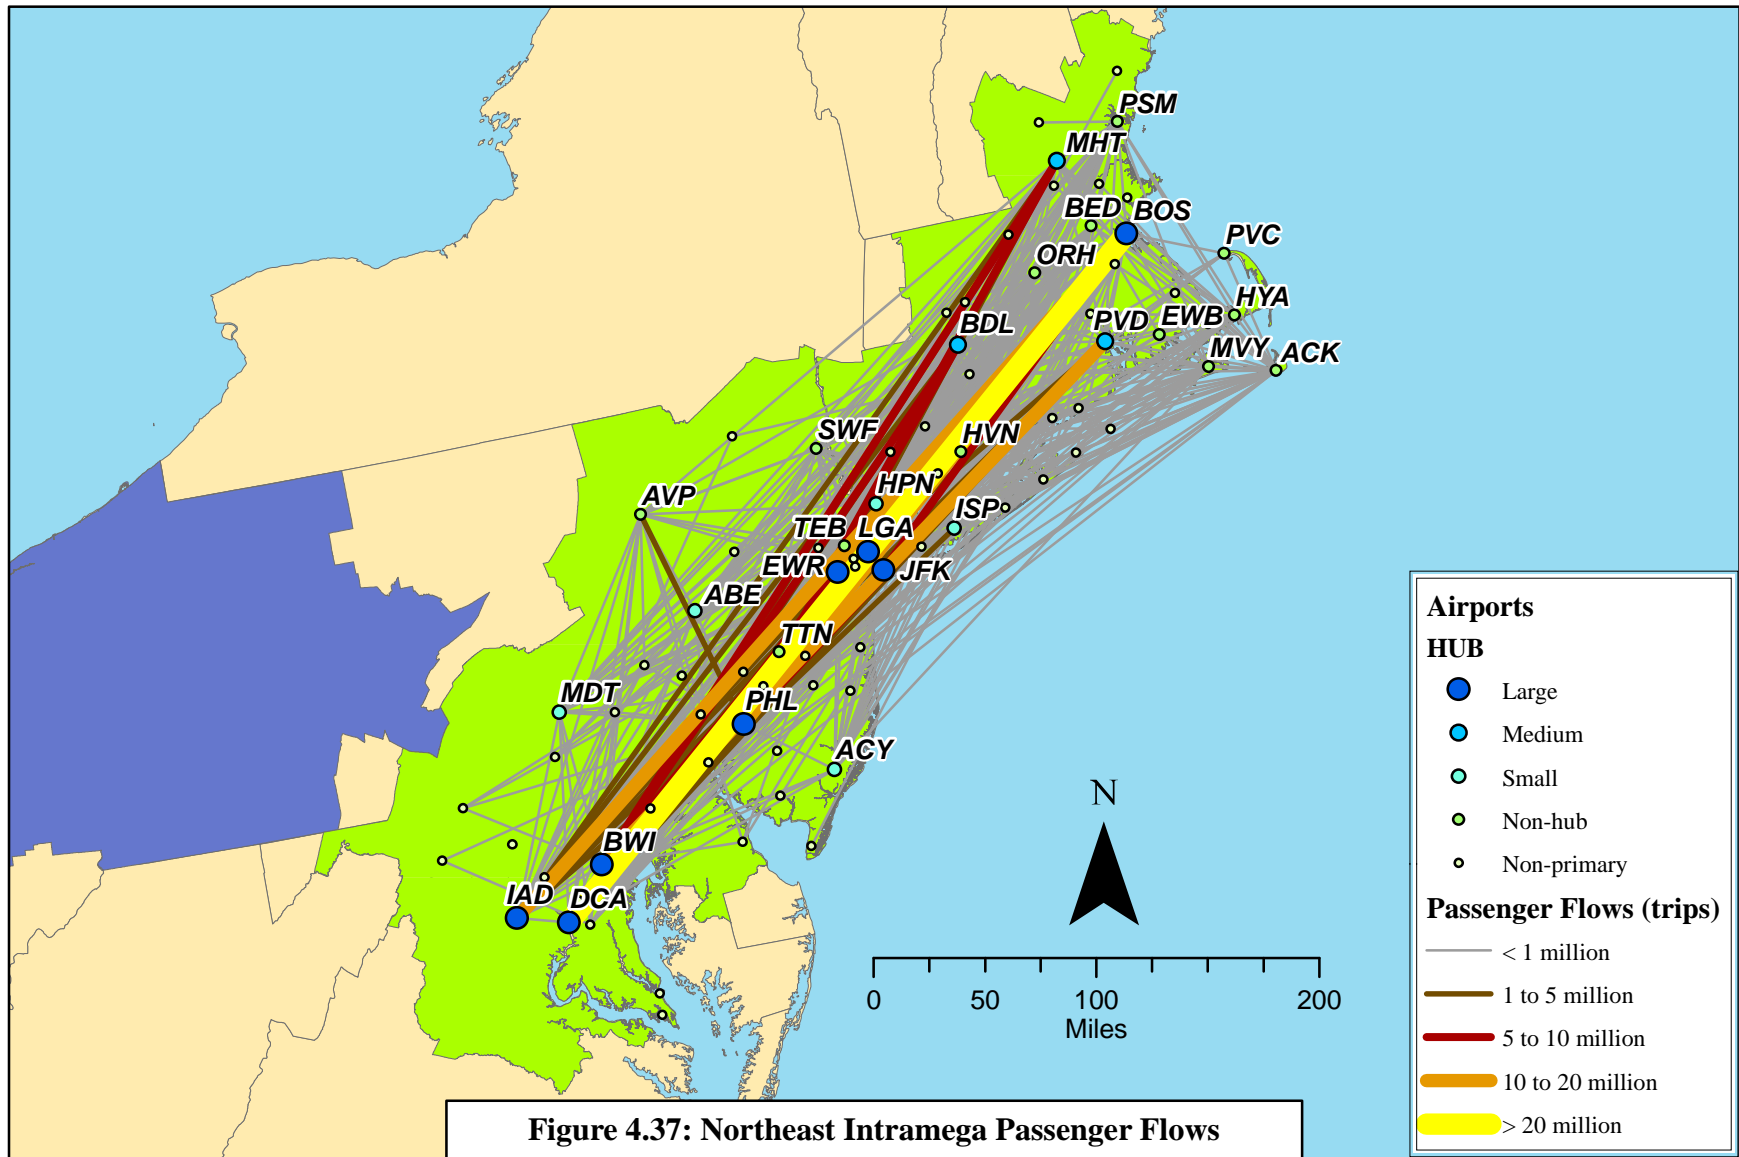 PSM
MHT
BED BOS
PVC
ORH
HYA
BDL
PVD EWB
MVY ACK
SWF
HVN
AVP
HPN
ISP
TEB LGA
EWR
JFK
ABE
TTN
MDT
PHL
ACY
BWI
IAD DCA
N
0 50 100 200
Miles
Airports
HUB
Large
Medium
Small
Non-hub
Non-primary
Passenger Flows (trips)
< 1 million
1 to 5 million
5 to 10 million
10 to 20 million
> 20 million
Figure 4.37: Northeast Intramega Passenger Flows